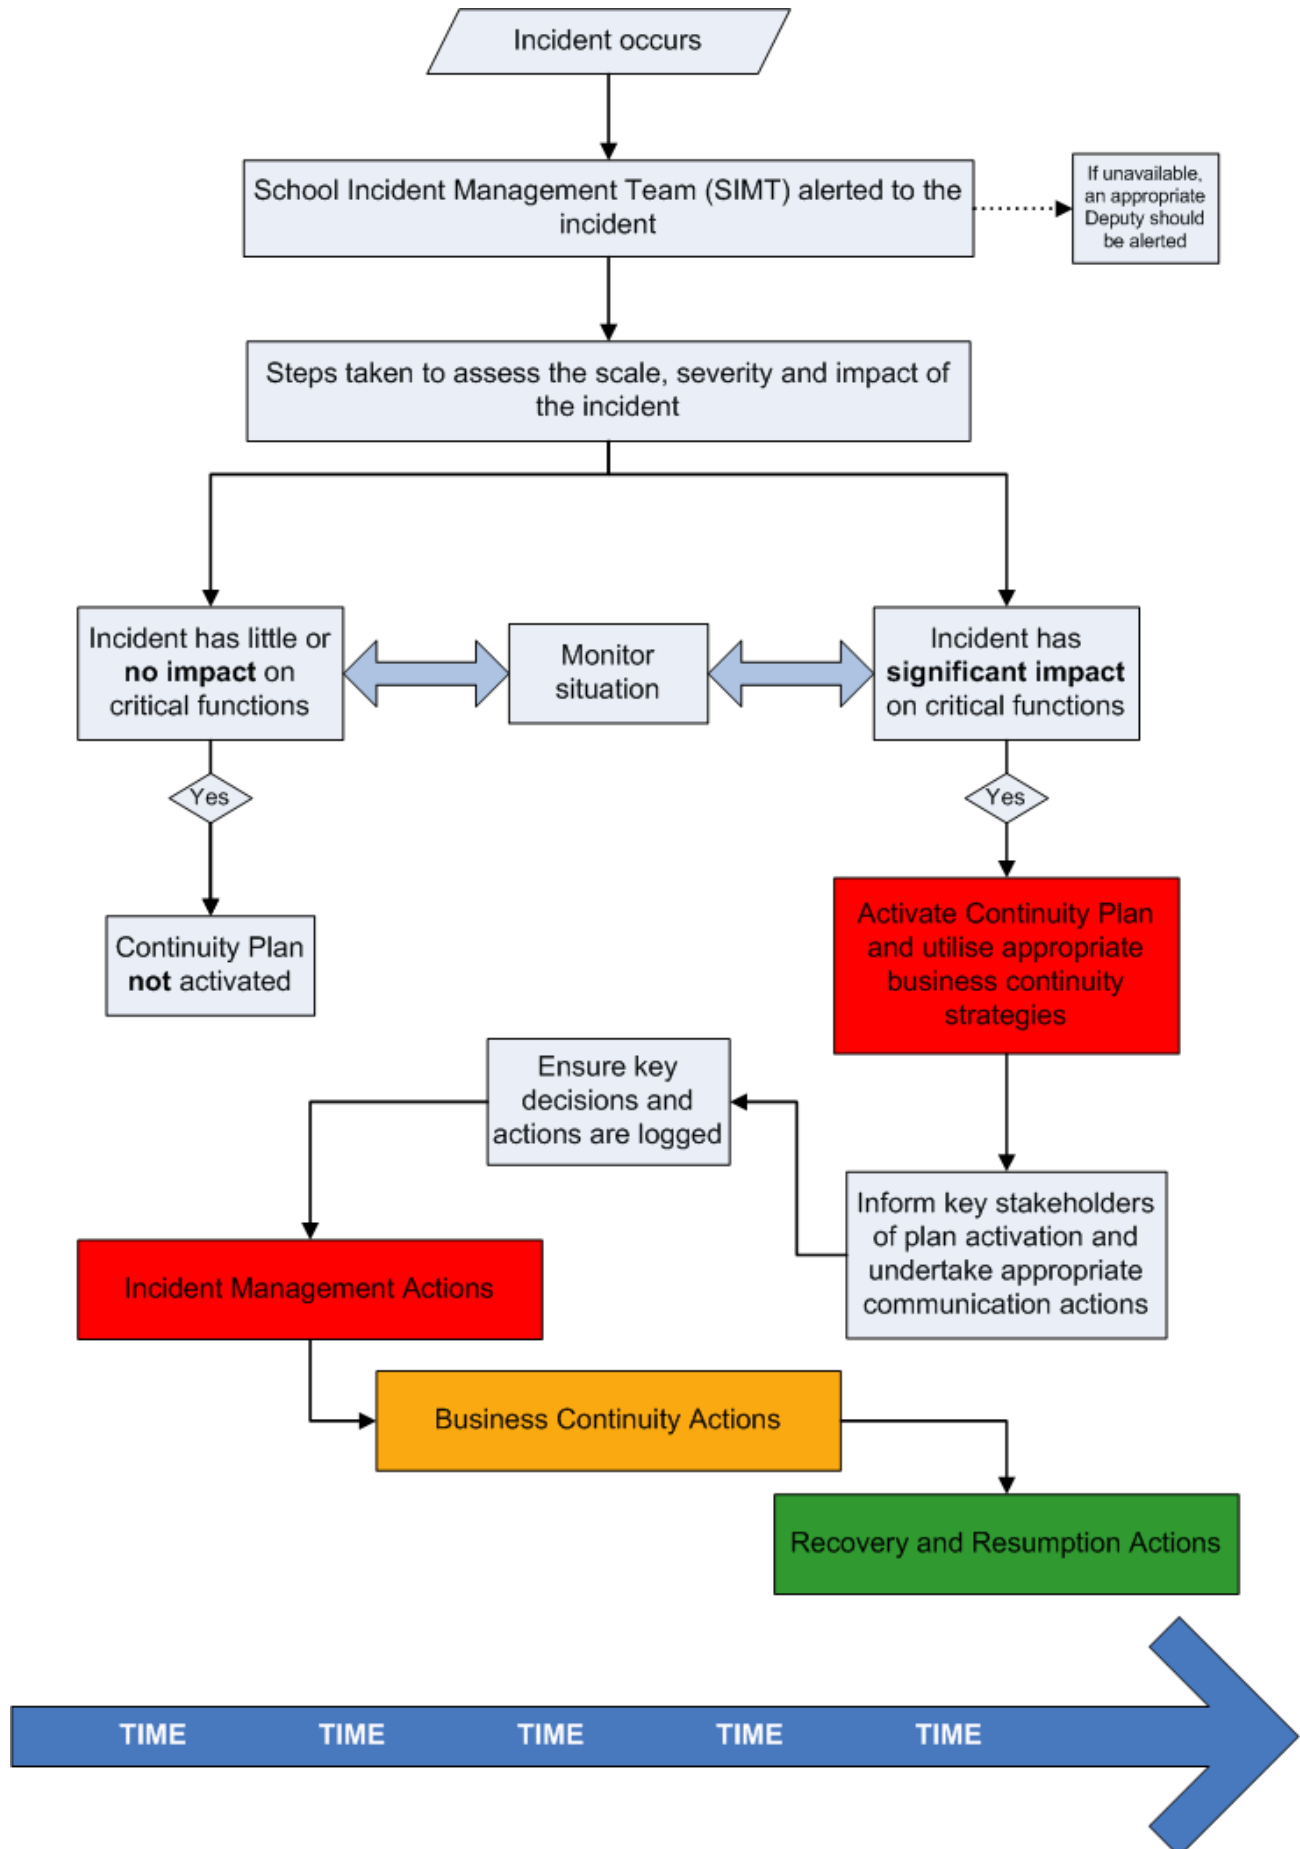 Incident occurs
School Incident Management Team (SIMT) alerted to the
incident
If unavailable,
an appropriate
Deputy should
be alerted
Steps taken to assess the scale, severity and impact of
the incident
Incident has little or
no impact on
critical functions
Monitor
situation
Incident has
significant impact
on critical functions
Yes
Yes
Continuity Plan
not activated
Activate Continuity Plan
and utilise appropriate
business continuity
strategies
Ensure key
decisions and
actions are logged
Inform key stakeholders
of plan activation and
undertake appropriate
communication actions
Incident Management Actions
Business Continuity Actions
Recovery and Resumption Actions
TIME TIME TIME TIME TIME